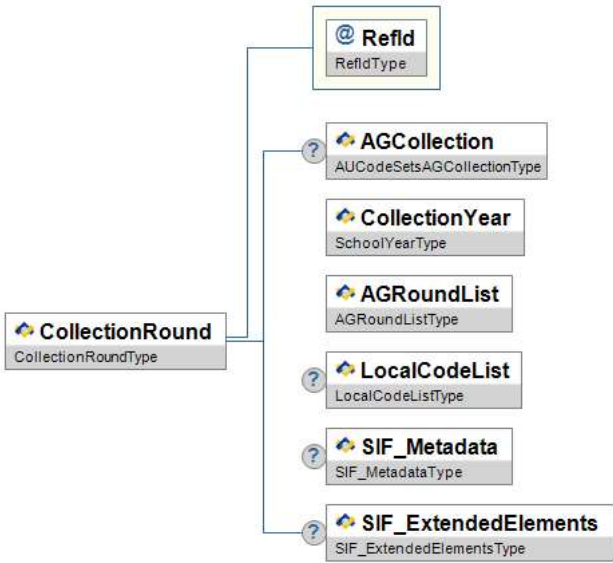 @ RefId
RefIdType
? AGCollection
AUCodeSetsAGCollectionType
CollectionYear
SchoolYearType
AGRoundList
AGRoundListType
CollectionRound
CollectionRoundType
? LocalCodeList
LocalCodeListType
? SIF_Metadata
SIF_MetadataType
? SIF_ExtendedElements
SIF_ExtendedElementsType